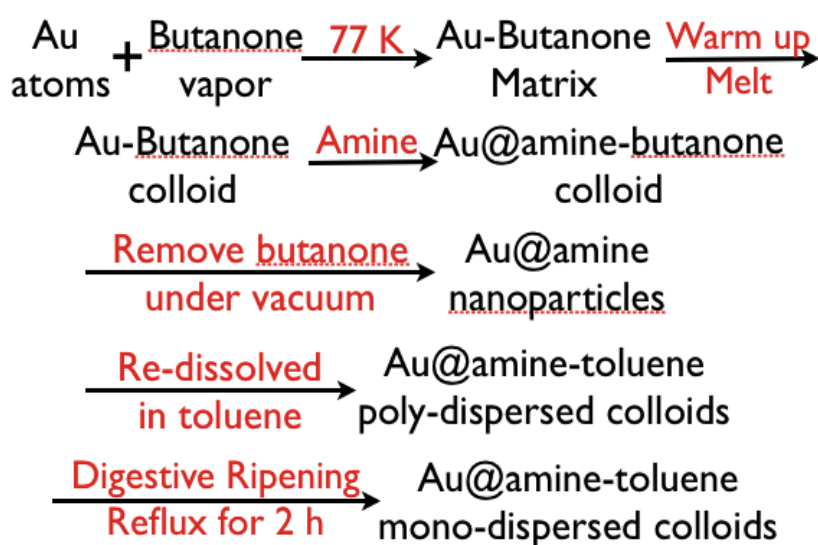 Au + Butanone 77 K Au-Butanone Warm up
atoms vapor Matrix Melt
Au-Butanone Amine Au@amine-butanone
colloid colloid
Remove butanone Au@amine
under vacuum nanoparticles
Re-dissolved Au@amine-toluene
in toluene poly-dispersed colloids
Digestive Ripening Au@amine-toluene
Reflux for 2 h mono-dispersed colloids